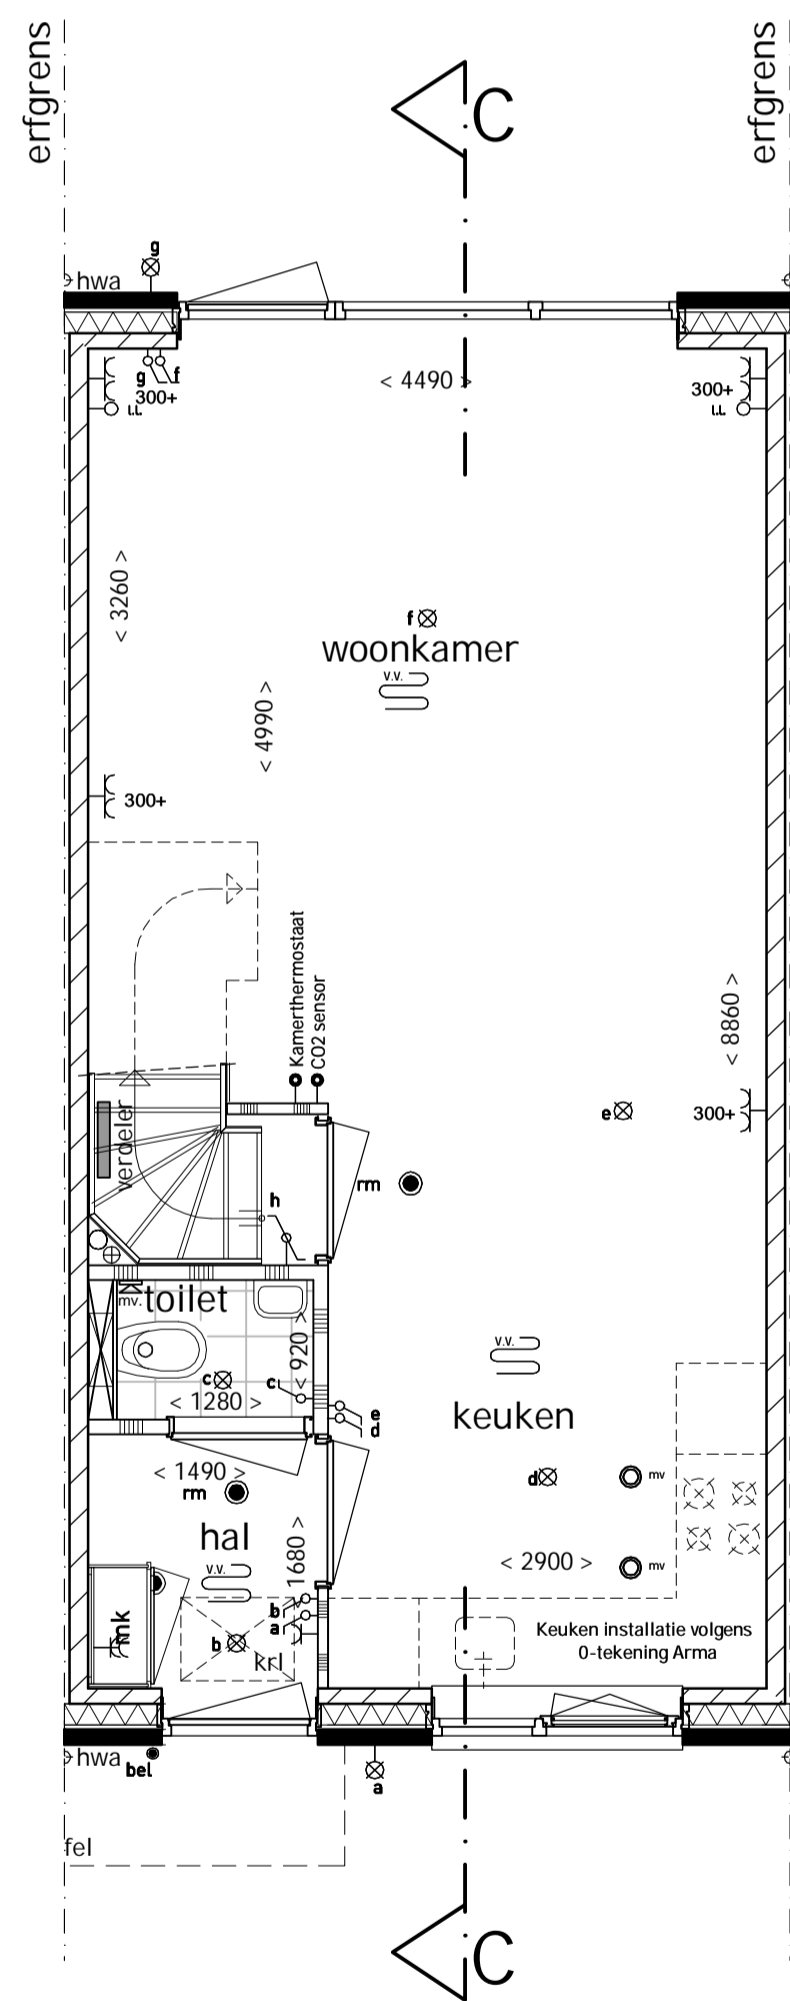 erfgrens
erfgrens
C
g
hwa
g
f
300+
300+
< 4490 >
< 3260 >
f
woonkamer
v.v.
< 4990 >
300+
Kamerthermostaat
CO2 sensor
< 8860 >
verdeler
e
300+
h
rm
mv.
toilet
< 920 >
v.v.
c
c
< 1280 >
e
d
keuken
< 1490 >
rm
d
mv
hal
v.v.
1680 >
< 2900 >
mv
mk
b
a
b
krl
Keuken installatie volgens
0-tekening Arma
hwa
bel
a
fel
C